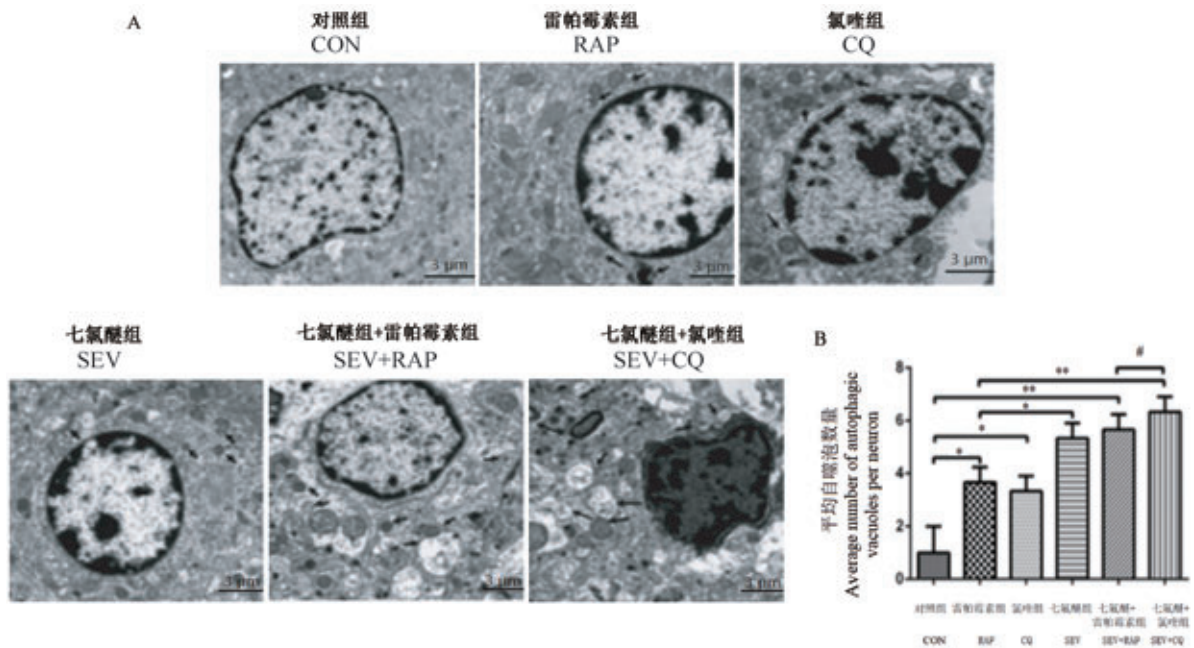 A
对照组
CON
雷帕霉素组
RAP
氯喹组
CQ
3 μm
3 μm
3 μm
七氟醚组
SEV
七氟醚组+雷帕霉素组
SEV+RAP
七氟醚组+氯喹组
SEV+CQ
3 μm
3 μm
3 μm
B
平均自噬泡数量
Average number of autophagic
vacuoles per neuron
8
6
4
2
0
*
*
*
**
**
#
对照组
雷帕霉素组
氯喹组
七氟醚组
七氟醚+
雷帕霉素组
七氟醚+
氯喹组
CON
RAP
CQ
SEV
SEV+RAP
SEV+CQ